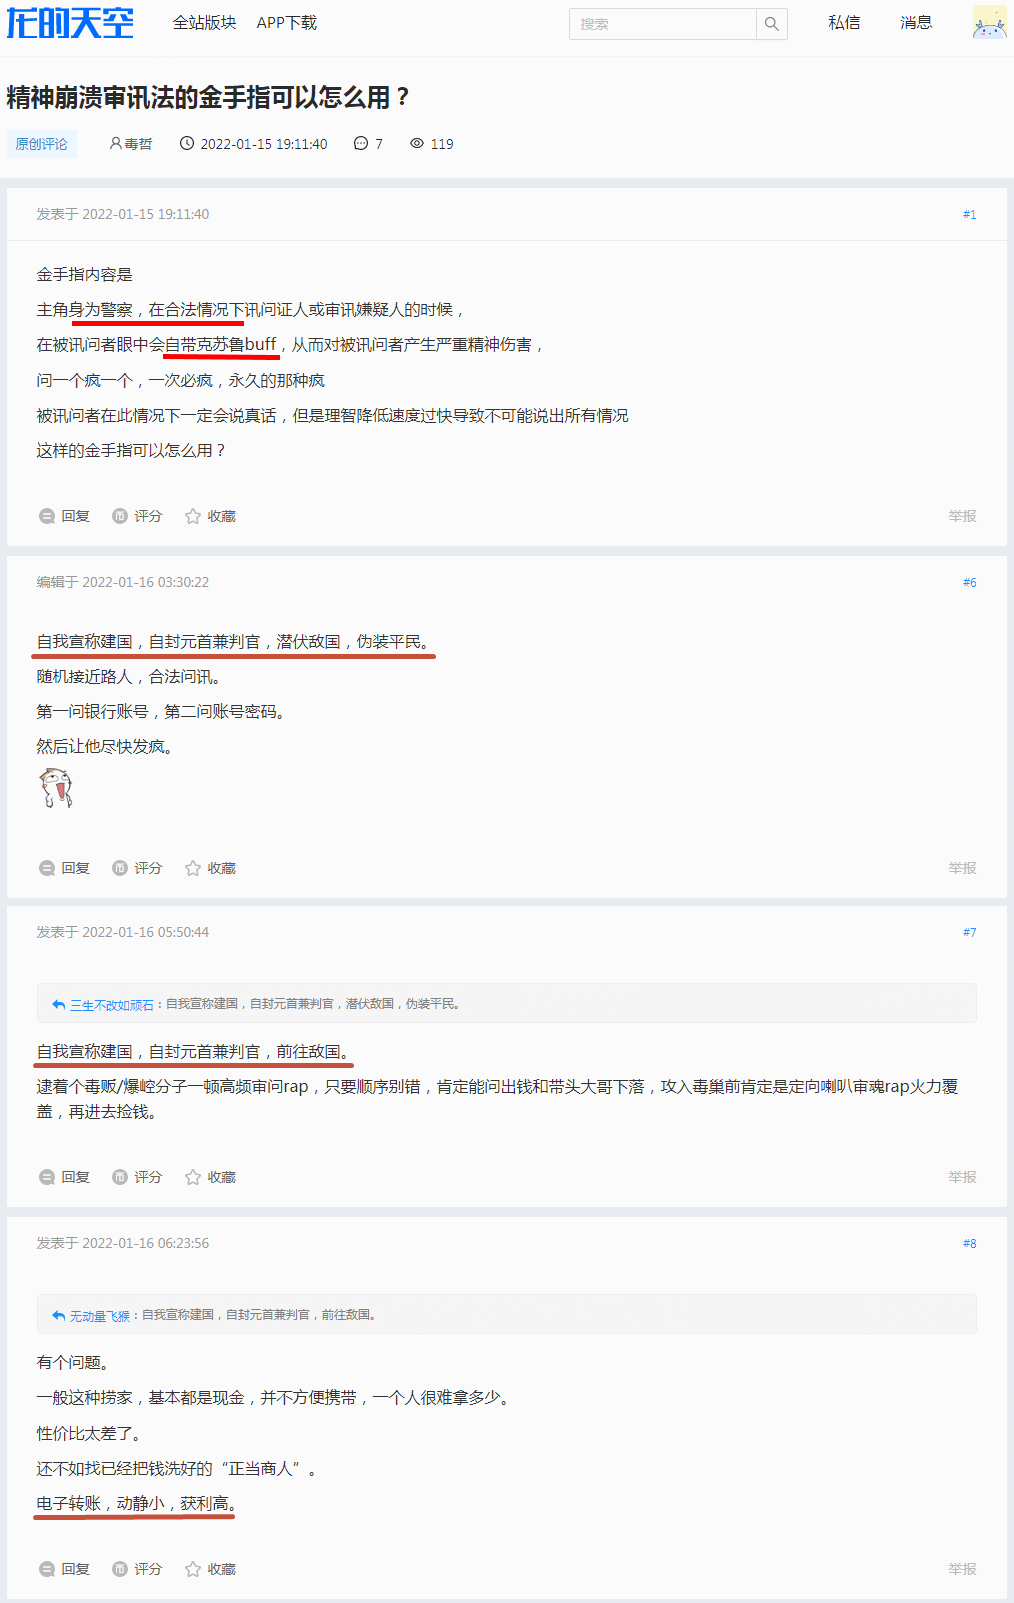 龙的天空
全站版块 APP下载 搜索 私信 消息
精神崩溃审讯法的金手指可以怎么用？
原创评论 毒哲 2022-01-15 19:11:40 7 119
发表于 2022-01-15 19:11:40 #1
金手指内容是
主角身为警察，在合法情况下讯问证人或审讯嫌疑人的时候，
在被讯问者眼中会自带克苏鲁buff，从而对被讯问者产生严重精神伤害，
问一个疯一个，一次必疯，永久的那种疯
被讯问者在此情况下一定会说真话，但是理智降低速度过快导致不可能说出所有情况
这样的金手指可以怎么用？
回复 评分 收藏 举报
编辑于 2022-01-16 03:30:22 #6
自我宣称建国，自封元首兼判官，潜伏敌国，伪装平民。
随机接近路人，合法问讯。
第一问银行账号，第二问账号密码。
然后让他尽快发疯。
回复 评分 收藏 举报
发表于 2022-01-16 05:50:44 #7
三生不改如顽石：自我宣称建国，自封元首兼判官，潜伏敌国，伪装平民。
自我宣称建国，自封元首兼判官，前往敌国。
逮着个毒贩/爆崆分子一顿高频审问rap，只要顺序别错，肯定能问出钱和带头大哥下落，攻入毒巢前肯定是定向喇叭审魂rap火力覆
盖，再进去捡钱。
回复 评分 收藏 举报
发表于 2022-01-16 06:23:56 #8
无动量飞猴：自我宣称建国，自封元首兼判官，前往敌国。
有个问题。
一般这种捞家，基本都是现金，并不方便携带，一个人很难拿多少。
性价比太差了。
还不如找已经把钱洗好的“正当商人”。
电子转账，动静小，获利高。
回复 评分 收藏 举报